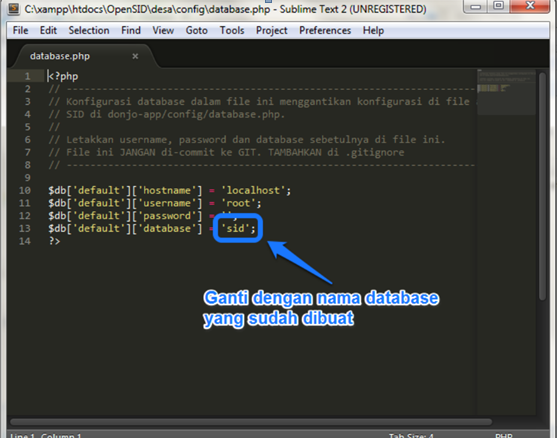 C:\xampp\htdocs\OpenSID\desa\config\database.php - Sublime Text 2 (UNREGISTERED)
File Edit Selection Find View Goto Tools Project Preferences Help
database.php ×
1 <?php
2 // --------------------------------------------------------------------------
3 // Konfigurasi database dalam file ini menggantikan konfigurasi di file
4 // SID di donjo-app/config/database.php.
5 //
6 // Letakkan username, password dan database sebetulnya di file ini.
7 // File ini JANGAN di-commit ke GIT. TAMBAHKAN di .gitignore
8 // --------------------------------------------------------------------------
9
10 $db['default']['hostname'] = 'localhost';
11 $db['default']['username'] = 'root';
12 $db['default']['password'] = '';
13 $db['default']['database'] = 'sid';
14 ?>
Ganti dengan nama database
yang sudah dibuat
Line 1, Column 1 Tab Size: 4 PHP